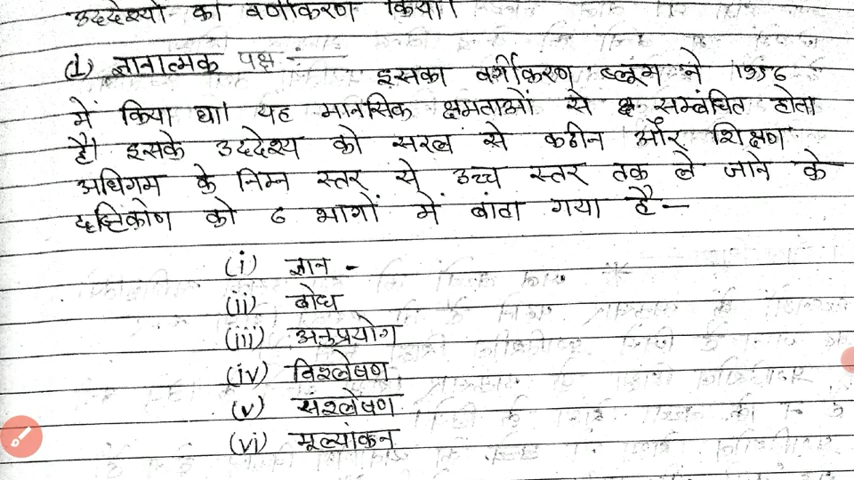 उद्देश्यों का वर्गीकरण किया।
(1) ज्ञानात्मक पक्ष :-
इसका वर्गीकरण ब्लूम ने 1956
में किया था। यह मानसिक क्षमताओं से सम्बंधित होता
है। इसके उद्देश्य को सरल से कठीन और शिक्षण
अधिगम के निम्न स्तर से उच्च स्तर तक ले जाने के
दृष्टिकोण को 6 भागों में बांटा गया है —
(i) ज्ञान -
(ii) बोध
(iii) अनुप्रयोग
(iv) विश्लेषण
(v) संश्लेषण
(vi) मूल्यांकन